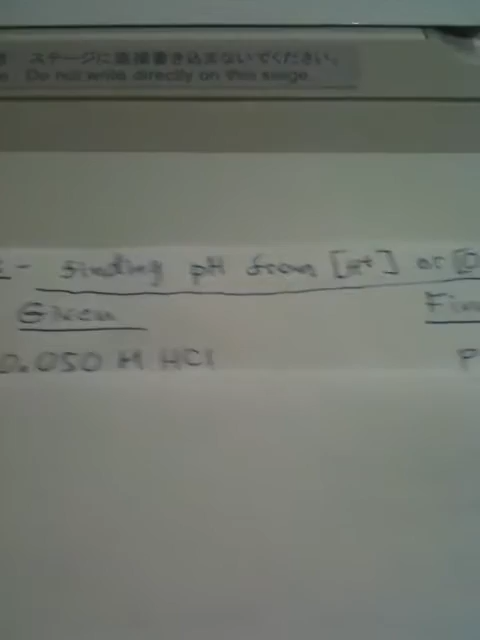 ステージに直接書き込まないでください。
Do not write directly on this stage.
- Finding pH from [H⁺] or [O
Given Fin
0.050 M HCl P